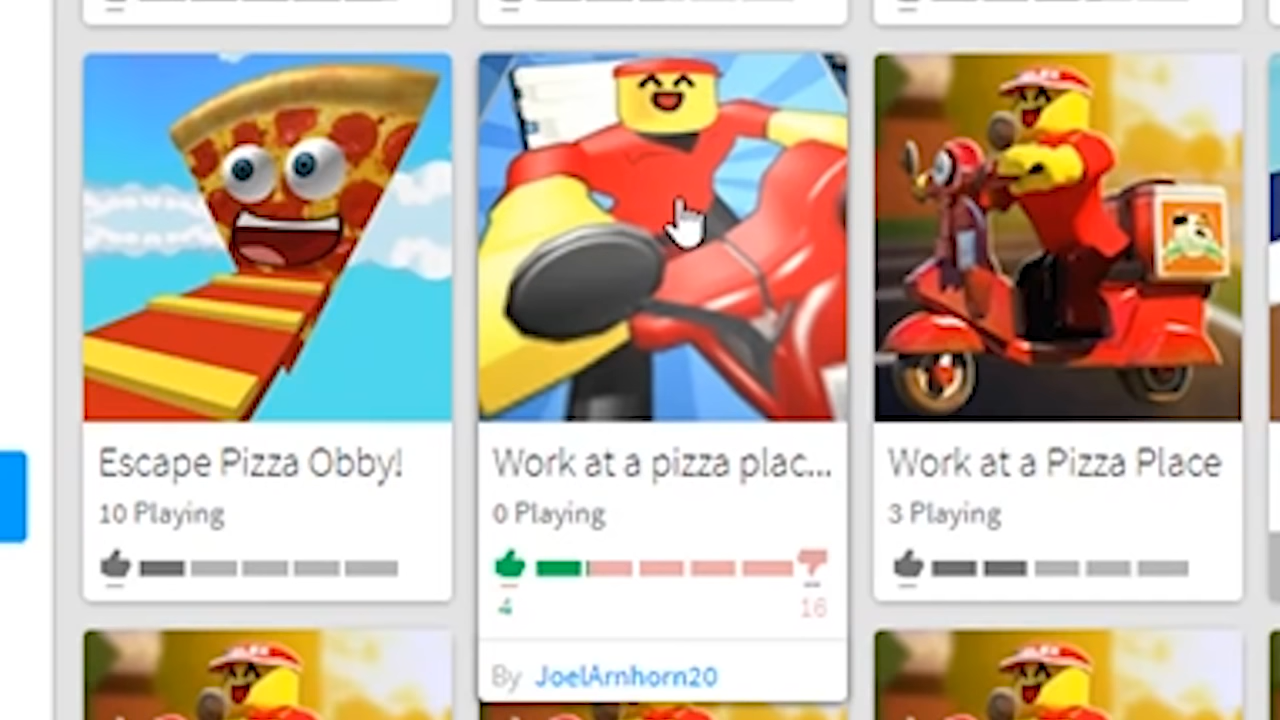 Escape Pizza Obby!
10 Playing
Work at a pizza plac...
0 Playing
4
16
By JoelArnhorn20
Work at a Pizza Place
3 Playing